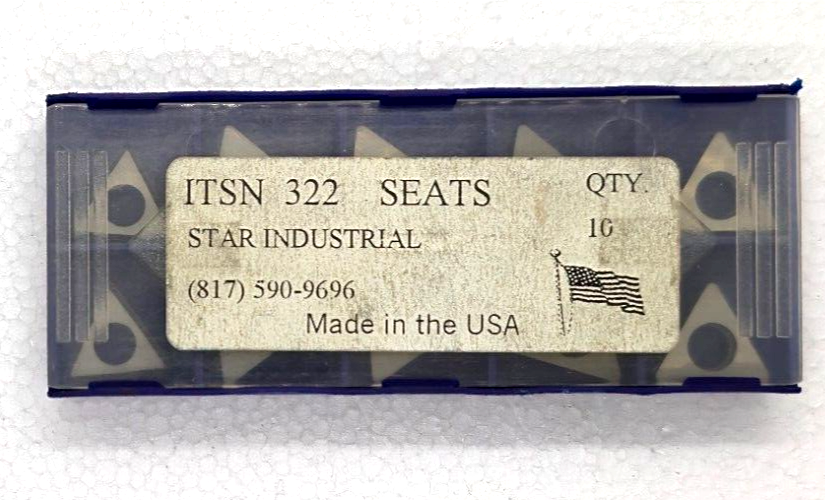 ITSN 322 SEATS QTY.
STAR INDUSTRIAL 10
(817) 590-9696
Made in the USA